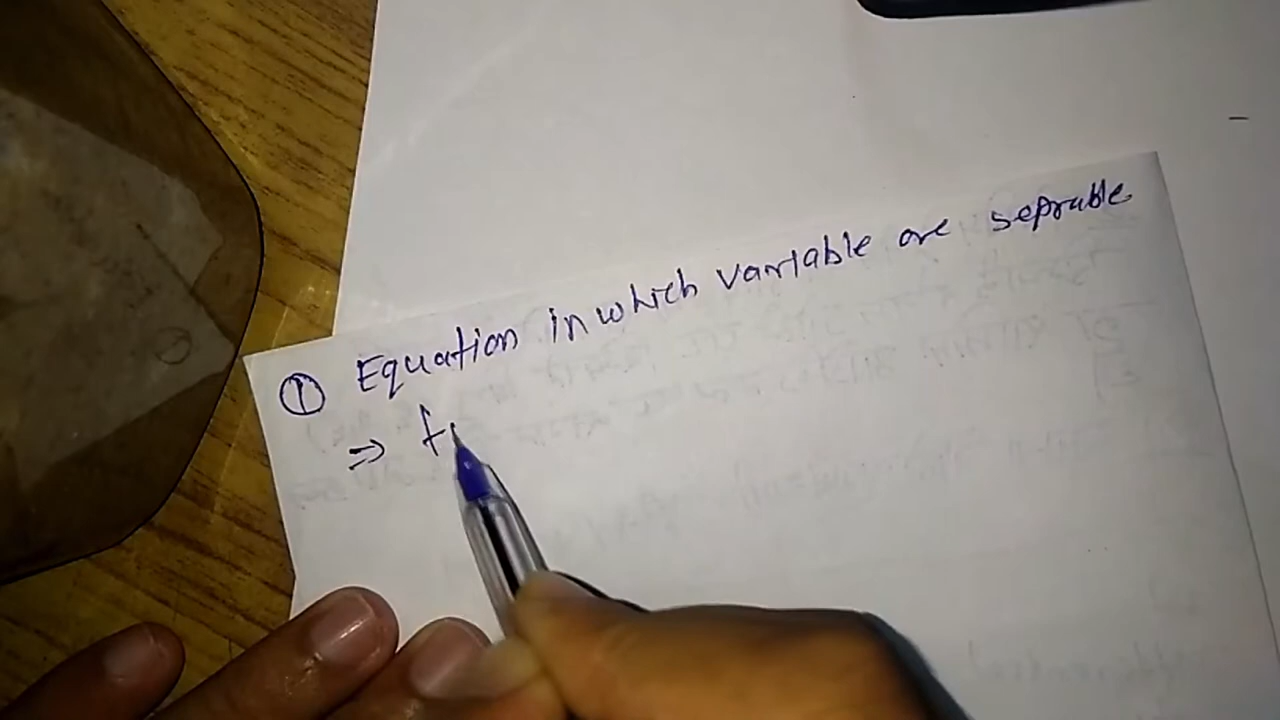 ① Equation in which variable are seprable
⇒ f